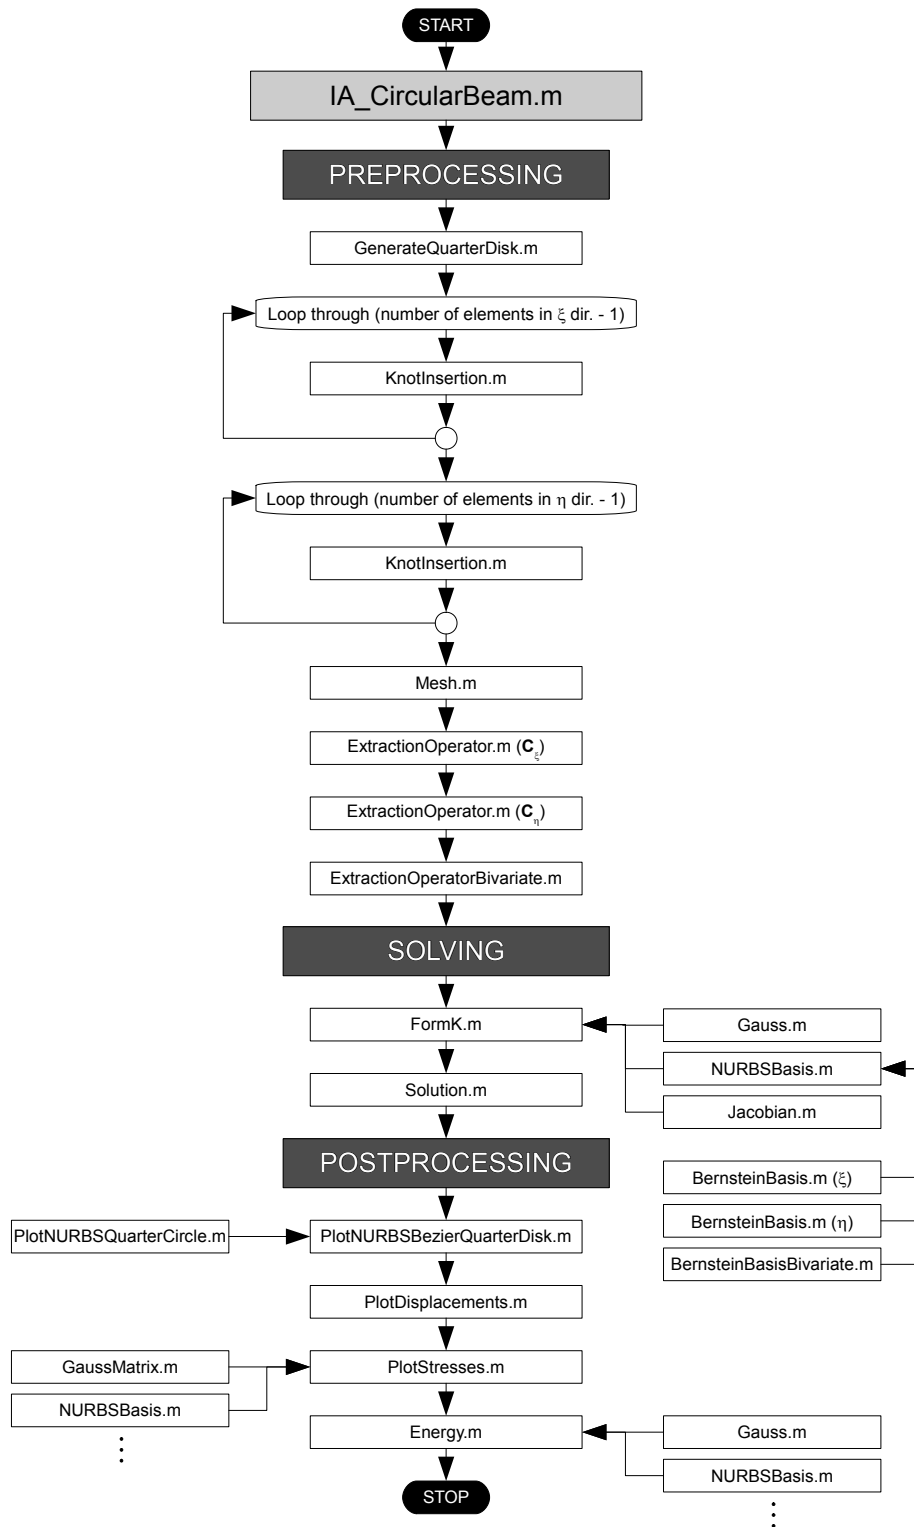 START
IA_CircularBeam.m
PREPROCESSING
GenerateQuarterDisk.m
Loop through (number of elements in ξ dir. - 1)
KnotInsertion.m
Loop through (number of elements in η dir. - 1)
KnotInsertion.m
Mesh.m
ExtractionOperator.m (Cξ)
ExtractionOperator.m (Cη)
ExtractionOperatorBivariate.m
SOLVING
FormK.m
Gauss.m
NURBSBasis.m
Jacobian.m
Solution.m
POSTPROCESSING
BernsteinBasis.m (ξ)
BernsteinBasis.m (η)
BernsteinBasisBivariate.m
PlotNURBSQuarterCircle.m
PlotNURBSBezierQuarterDisk.m
PlotDisplacements.m
GaussMatrix.m
NURBSBasis.m
PlotStresses.m
Energy.m
Gauss.m
NURBSBasis.m
STOP